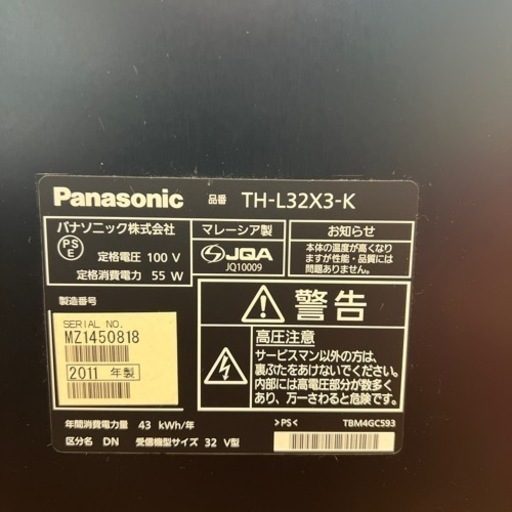 Panasonic 品番 TH-L32X3-K
パナソニック株式会社
PS E
定格電圧 100 V
定格消費電力 55 W
マレーシア製
JQA
JQ10009
お知らせ
本体の温度が高くなり
ますが性能・品質には
問題ありません。
製造番号
SERIAL NO.
MZ1450818
2011 年製
警告
高圧注意
サービスマン以外の方は、
裏ぶたをあけないでください。
内部には高電圧部分が数多く
あり、万一さわると危険です。
年間消費電力量 43 kWh/年
区分名 DN 受信機型サイズ 32 V型
>PS<
TBM4GC593